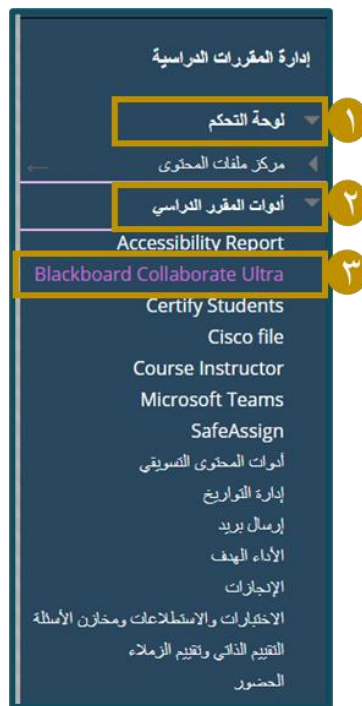 إدارة المقررات الدراسية
لوحة التحكم ١
مركز ملفات المحتوى
أدوات المقرر الدراسي ٢
Accessibility Report
Blackboard Collaborate Ultra ٣
Certify Students
Cisco file
Course Instructor
Microsoft Teams
SafeAssign
أدوات المحتوى التسويقي
إدارة التواريخ
إرسال بريد
الأداء الهدف
الإنجازات
الاختبارات والاستطلاعات ومخازن الأسئلة
التقييم الذاتي وتقييم الزملاء
الحضور